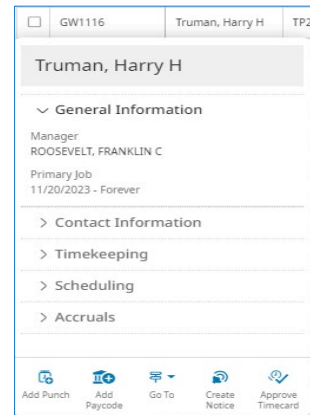 GW1116 Truman, Harry H TP2
Truman, Harry H
General Information
Manager
ROOSEVELT, FRANKLIN C
Primary Job
11/20/2023 - Forever
Contact Information
Timekeeping
Scheduling
Accruals
Add Punch Add Paycode Go To Create Notice Approve Timecard